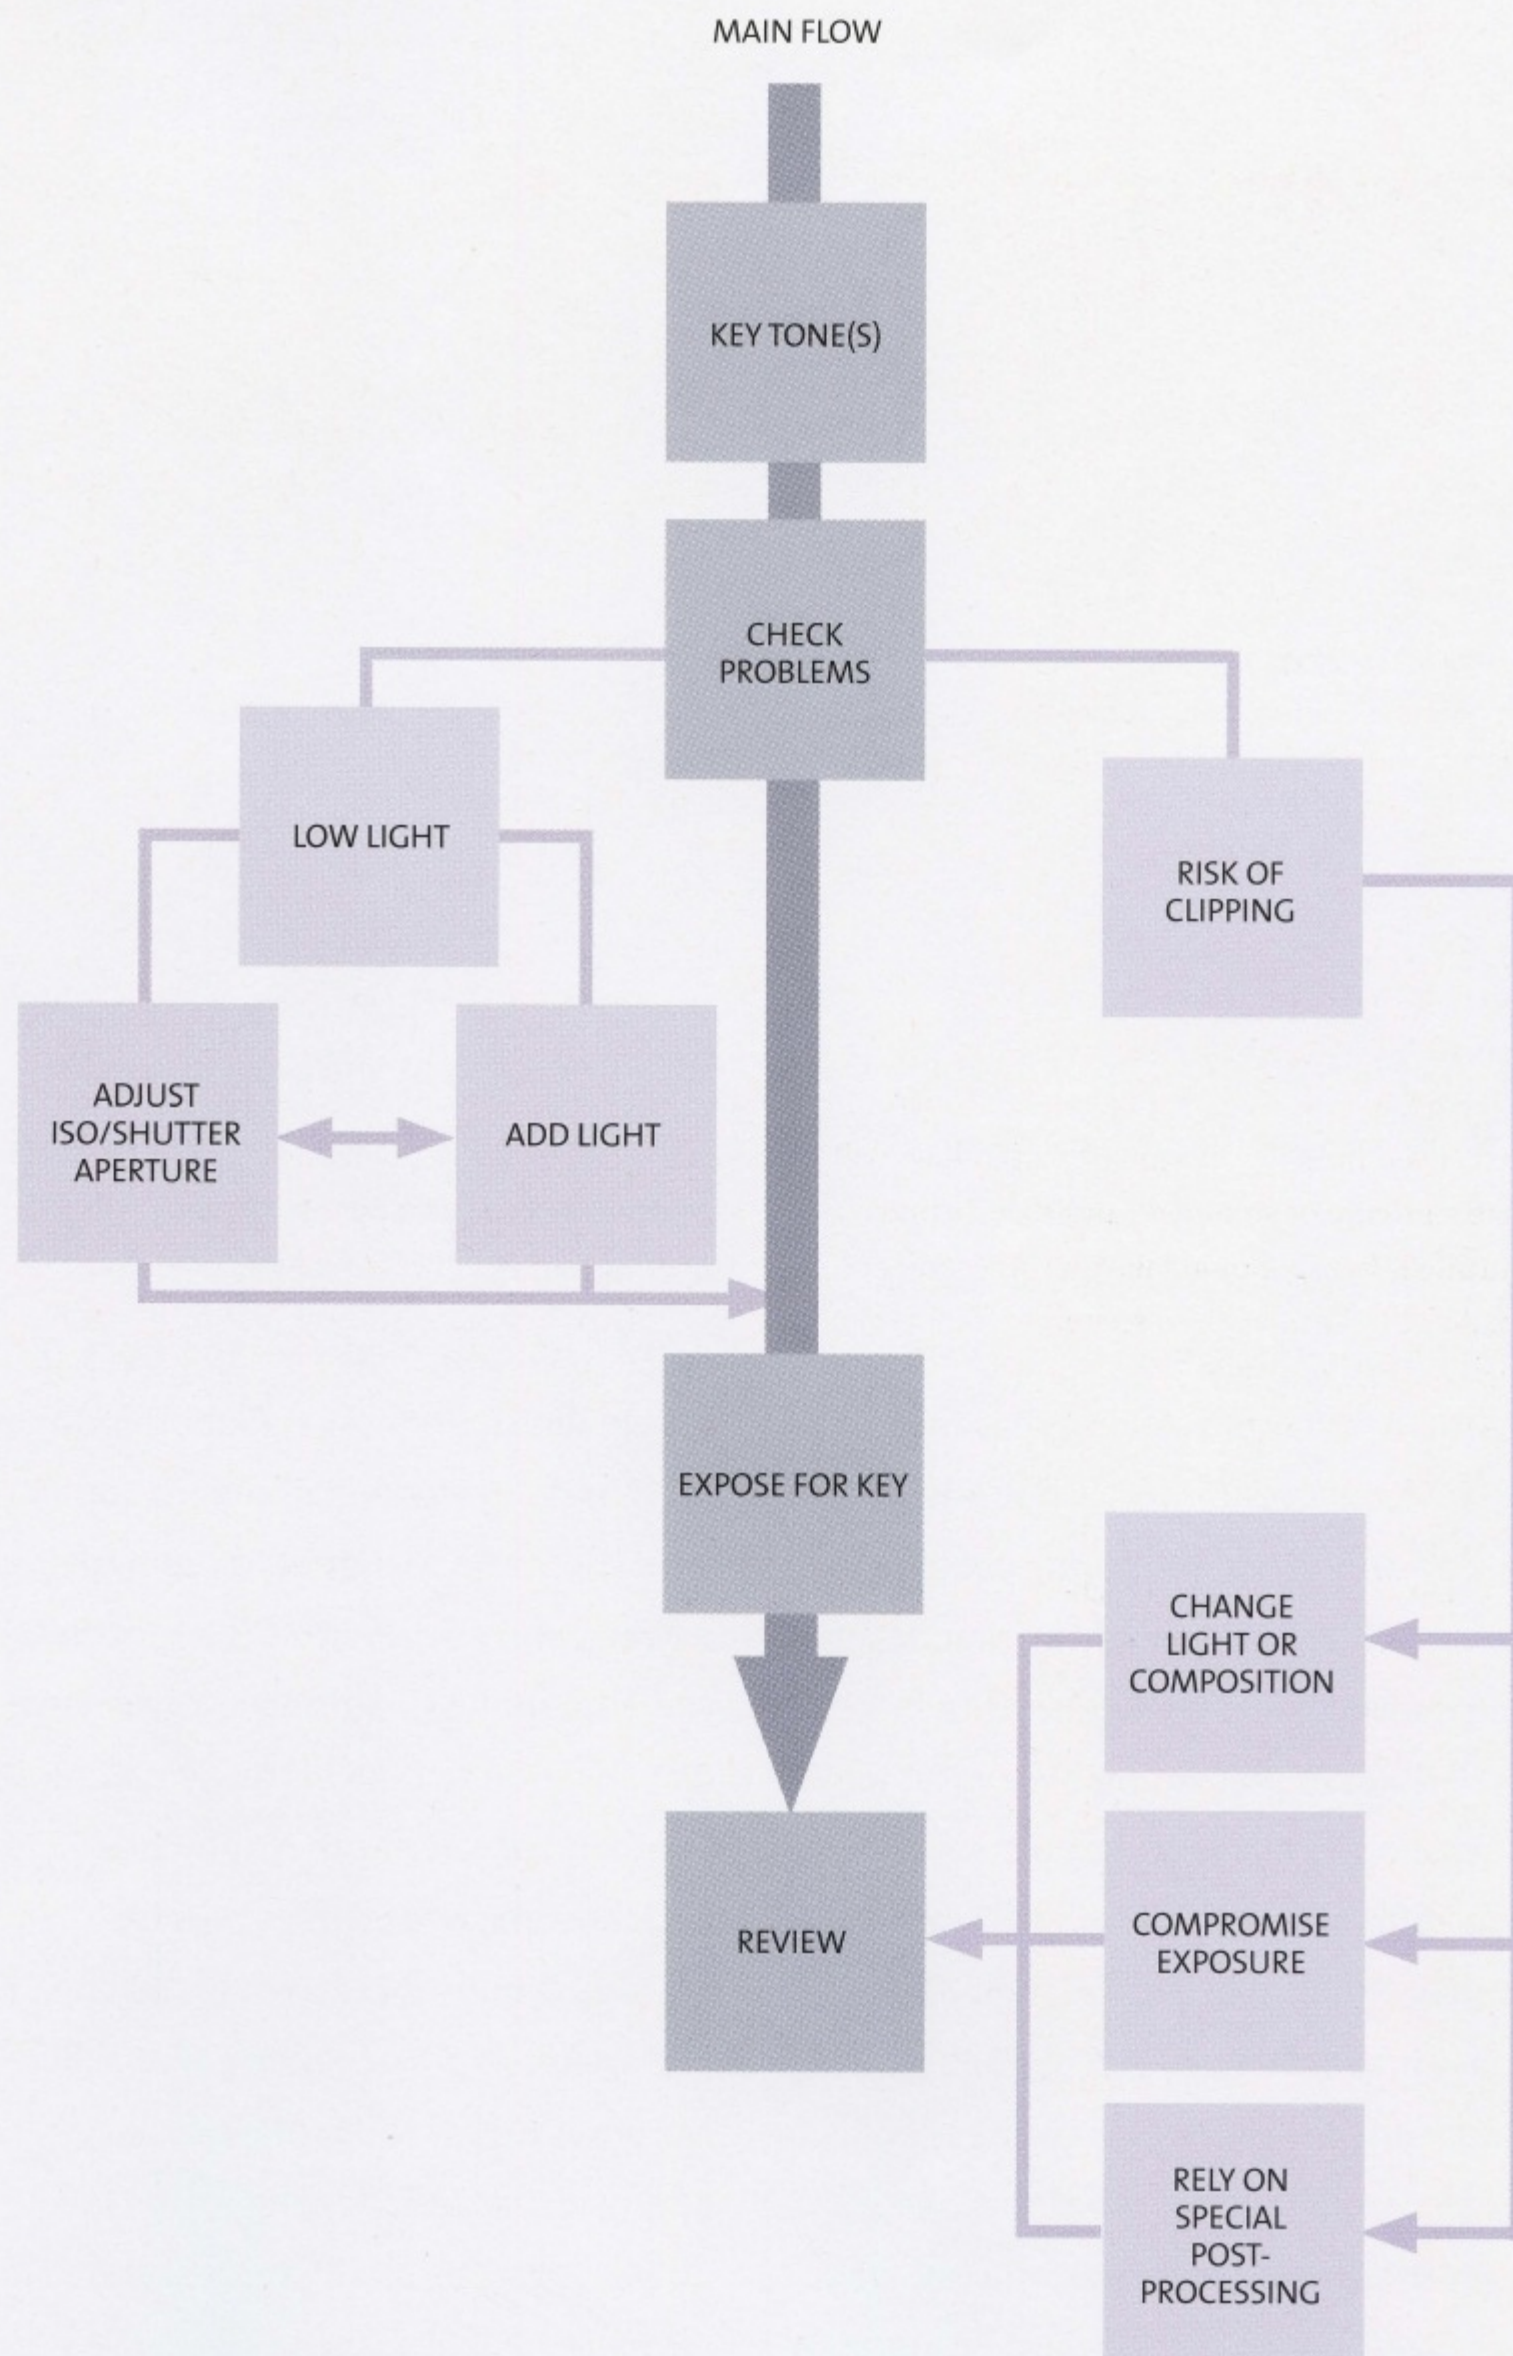 MAIN FLOW
KEY TONE(S)
CHECK
PROBLEMS
LOW LIGHT
RISK OF
CLIPPING
ADJUST
ISO/SHUTTER
APERTURE
ADD LIGHT
EXPOSE FOR KEY
CHANGE
LIGHT OR
COMPOSITION
REVIEW
COMPROMISE
EXPOSURE
RELY ON
SPECIAL
POST-
PROCESSING